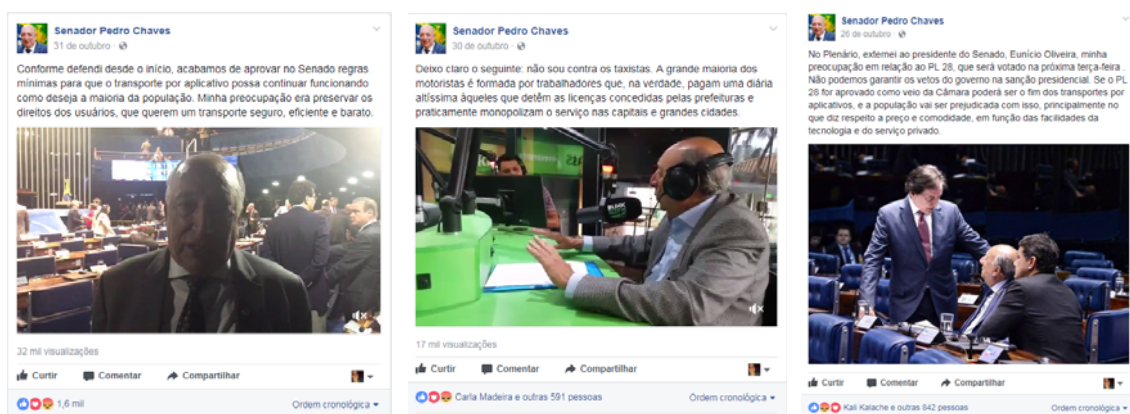 Senador Pedro Chaves
31 de outubro ·
Conforme defendi desde o início, acabamos de aprovar no Senado regras
mínimas para que o transporte por aplicativo possa continuar funcionando
como deseja a maioria da população. Minha preocupação era preservar os
direitos dos usuários, que querem um transporte seguro, eficiente e barato.
32 mil visualizações
Curtir Comentar Compartilhar
1,6 mil Ordem cronológica
Senador Pedro Chaves
30 de outubro ·
Deixo claro o seguinte: não sou contra os taxistas. A grande maioria dos
motoristas é formada por trabalhadores que, na verdade, pagam uma diária
altíssima àqueles que detêm as licenças concedidas pelas prefeituras e
praticamente monopolizam o serviço nas capitais e grandes cidades.
17 mil visualizações
Curtir Comentar Compartilhar
Carla Madeira e outras 591 pessoas Ordem cronológica
Senador Pedro Chaves
26 de outubro ·
No Plenário, externei ao presidente do Senado, Eunício Oliveira, minha
preocupação em relação ao PL 28, que será votado na próxima terça-feira .
Não podemos garantir os vetos do governo na sanção presidencial. Se o PL
28 for aprovado como veio da Câmara poderá ser o fim dos transportes por
aplicativos, e a população vai ser prejudicada com isso, principalmente no
que diz respeito a preço e comodidade, em função das facilidades da
tecnologia e do serviço privado.
Curtir Comentar Compartilhar
Kali Kalache e outras 842 pessoas Ordem cronológica